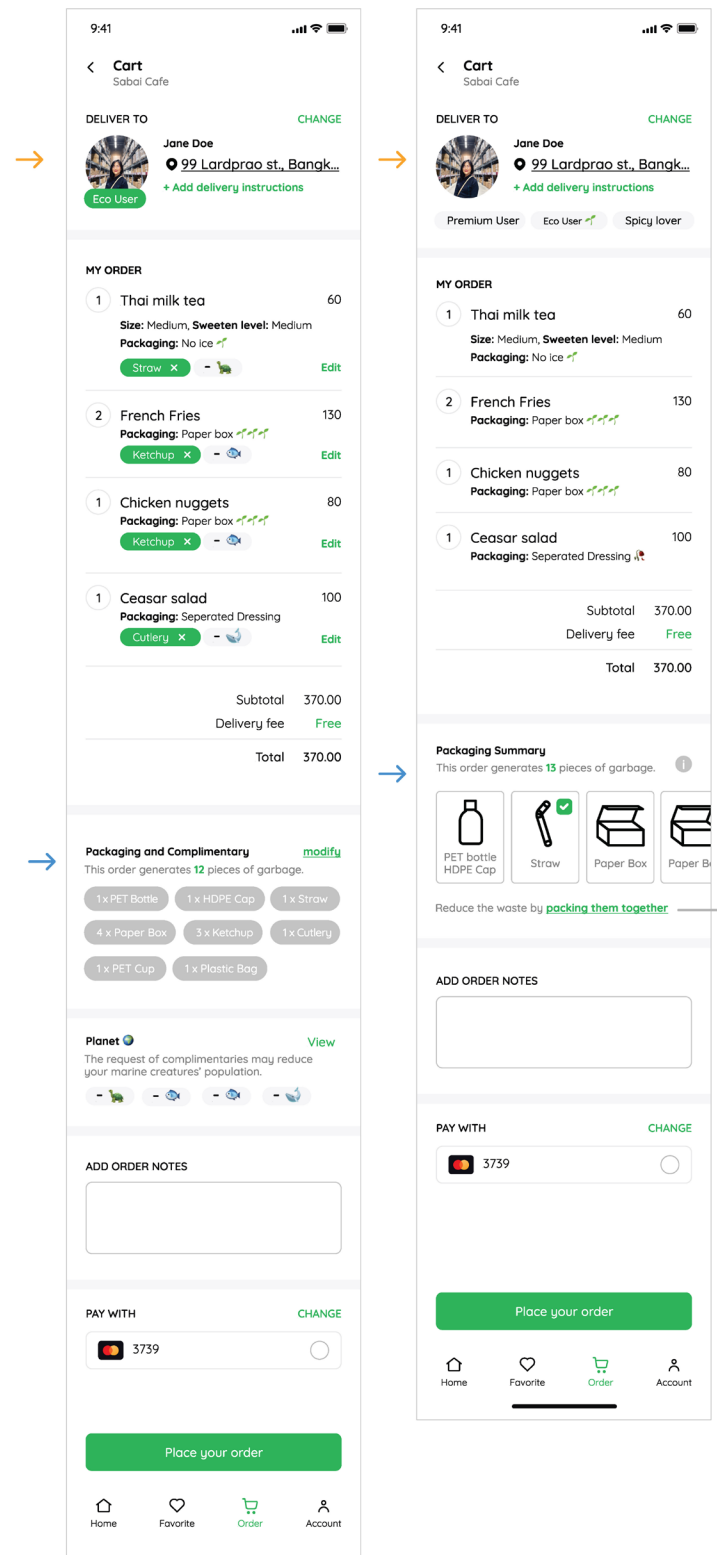 9:41
Cart
Sabai Cafe
DELIVER TO
CHANGE
Jane Doe
99 Lardprao st., Bangk...
+ Add delivery instructions
Eco User
MY ORDER
1 Thai milk tea 60
Size: Medium, Sweeten level: Medium
Packaging: No ice
Straw ×
-
Edit
2 French Fries 130
Packaging: Paper box
Ketchup ×
-
Edit
1 Chicken nuggets 80
Packaging: Paper box
Ketchup ×
-
Edit
1 Ceasar salad 100
Packaging: Seperated Dressing
Cutlery ×
-
Edit
Subtotal 370.00
Delivery fee Free
Total 370.00
Packaging and Complimentary
modify
This order generates 12 pieces of garbage.
1 x PET Bottle
1 x HDPE Cap
1 x Straw
4 x Paper Box
3 x Ketchup
1 x Cutlery
1 x PET Cup
1 x Plastic Bag
Planet
View
The request of complimentaries may reduce
your marine creatures' population.
-
-
-
-
ADD ORDER NOTES
PAY WITH
CHANGE
3739
Place your order
Home
Favorite
Order
Account
9:41
Cart
Sabai Cafe
DELIVER TO
CHANGE
Jane Doe
99 Lardprao st., Bangk...
+ Add delivery instructions
Premium User
Eco User
Spicy lover
MY ORDER
1 Thai milk tea 60
Size: Medium, Sweeten level: Medium
Packaging: No ice
2 French Fries 130
Packaging: Paper box
1 Chicken nuggets 80
Packaging: Paper box
1 Ceasar salad 100
Packaging: Seperated Dressing
Subtotal 370.00
Delivery fee Free
Total 370.00
Packaging Summary
This order generates 13 pieces of garbage.
i
PET bottle
HDPE Cap
Straw
Paper Box
Paper B
Reduce the waste by packing them together
ADD ORDER NOTES
PAY WITH
CHANGE
3739
Place your order
Home
Favorite
Order
Account